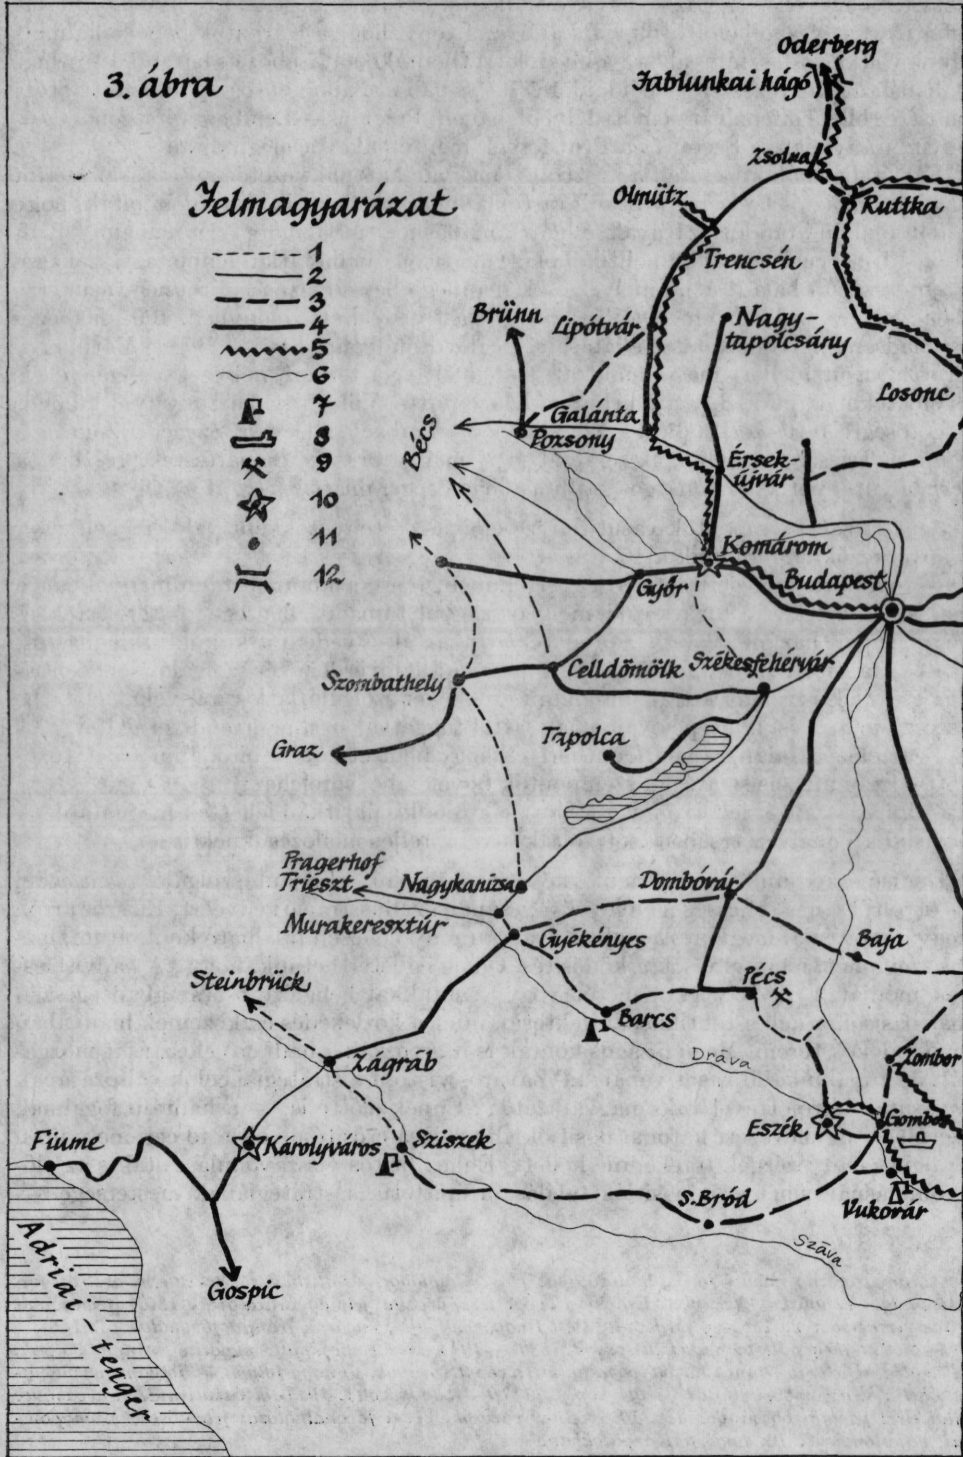 3. ábra
Jelmagyarázat
1
2
3
4
5
6
7
8
9
10
11
12
Oderberg
Jablunkai hágó
Zsolna
Ruttka
Olmütz
Trencsén
Brünn
Lipótvár
Nagy-
tapolcsány
Losonc
Galánta
Pozsony
Bécs
Érsek-
újvár
Komárom
Győr
Budapest
Szombathely
Celldömölk
Székesfehérvár
Graz
Tapolca
Pragerhof
Trieszt
Nagykanizsa
Murakeresztúr
Dombóvár
Gyékényes
Baja
Steinbrück
Pécs
Barcs
Dráva
Zágráb
Zombor
Eszék
Gombos
Fiume
Károlyváros
Sziszek
S.Bród
Vukovár
Száva
Gospic
Adriai-tenger